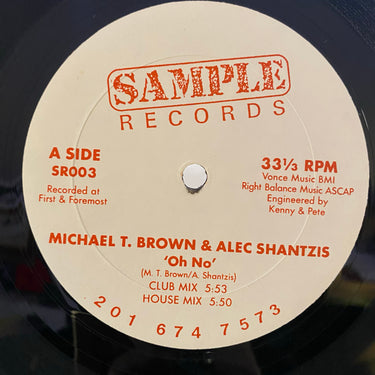 SAMPLE
RECORDS
A SIDE
SR003
Recorded at
First & Foremost
33⅓ RPM
Vonce Music BMI
Right Balance Music ASCAP
Engineered by
Kenny & Pete
MICHAEL T. BROWN & ALEC SHANTZIS
'Oh No'
(M. T. Brown/A. Shantzis)
CLUB MIX 5:53
HOUSE MIX 5:50
201 674 7573